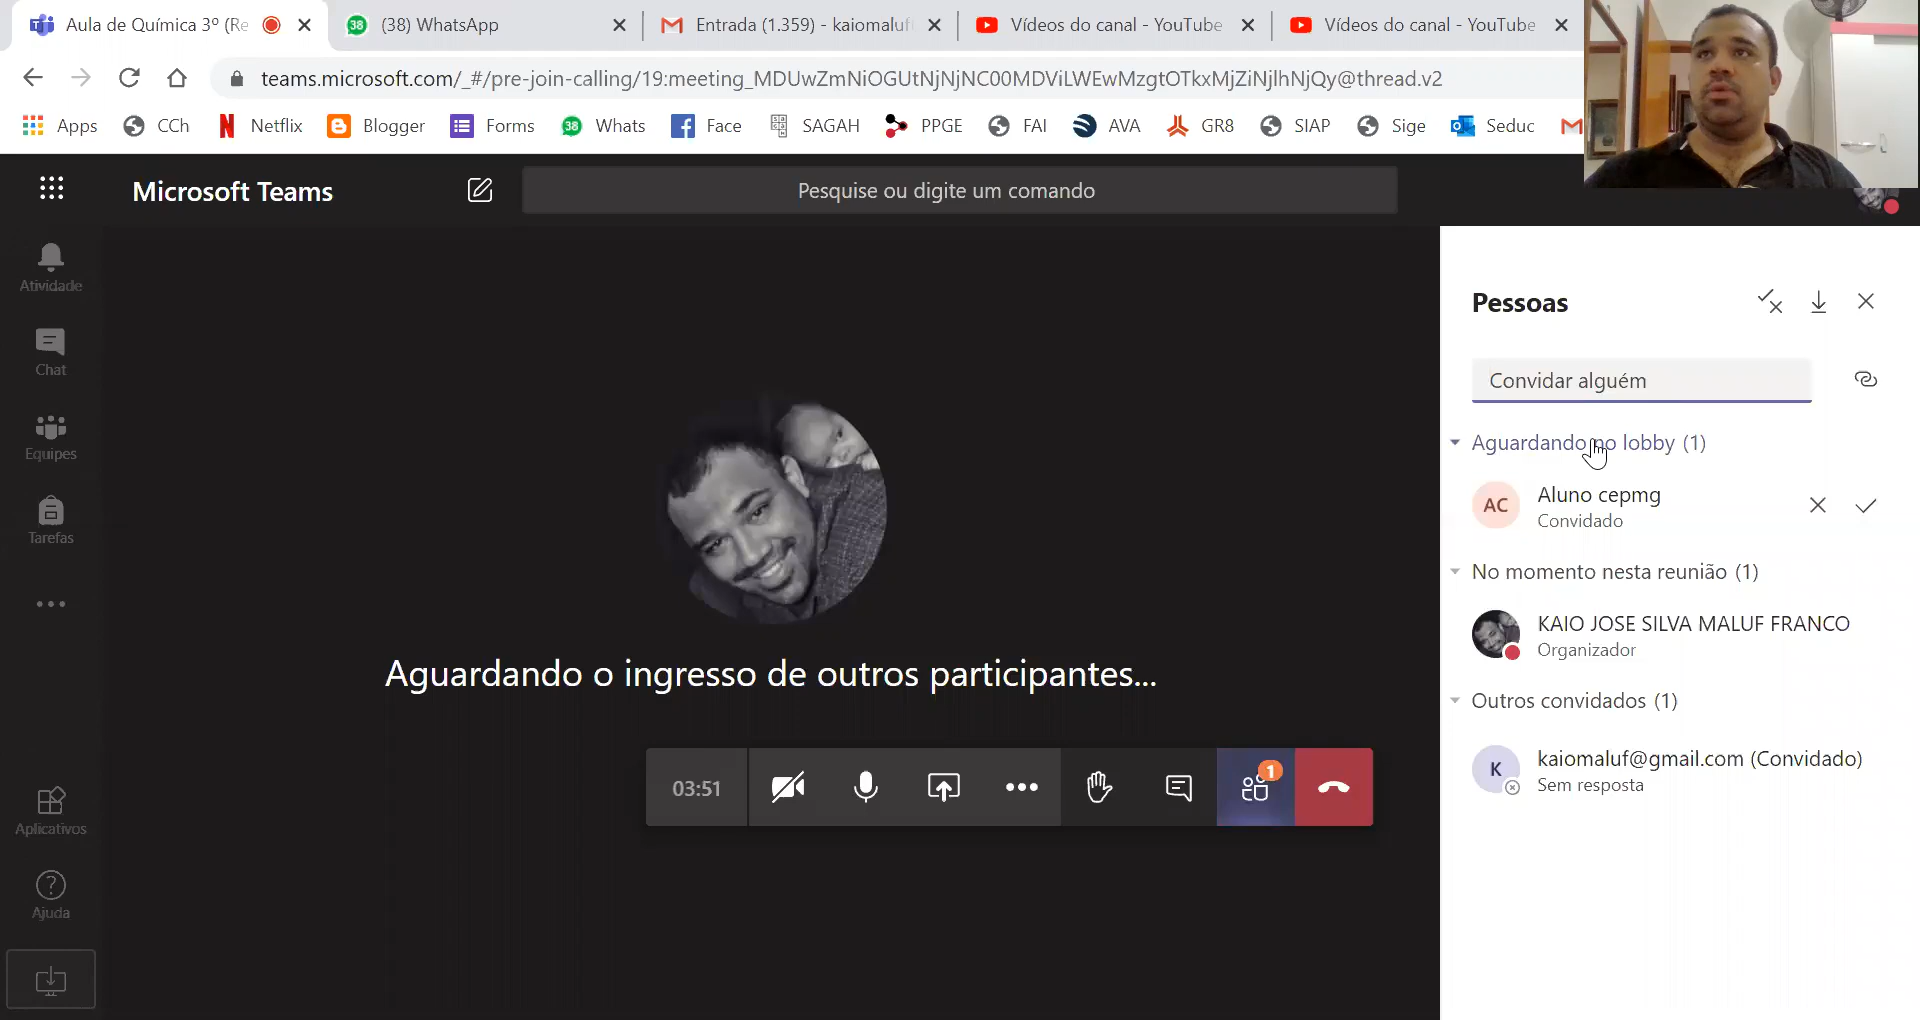 Aula de Química 3º (Re
(38) WhatsApp
Entrada (1.359) - kaiomaluf
Vídeos do canal - YouTube
Vídeos do canal - YouTube
teams.microsoft.com/_#/pre-join-calling/19:meeting_MDUwZmNiOGUtNjNjNC00MDViLWEwMzgtOTkxMjZiNjlhNjQy@thread.v2
Apps
CCh
Netflix
Blogger
Forms
38
Whats
Face
SAGAH
PPGE
FAI
AVA
GR8
SIAP
Sige
Seduc
Microsoft Teams
Pesquise ou digite um comando
Atividade
Chat
Equipes
Tarefas
Aplicativos
Ajuda
Aguardando o ingresso de outros participantes...
03:51
1
Pessoas
Convidar alguém
Aguardando no lobby (1)
AC
Aluno cepmg
Convidado
No momento nesta reunião (1)
KAIO JOSE SILVA MALUF FRANCO
Organizador
Outros convidados (1)
K
kaiomaluf@gmail.com (Convidado)
Sem resposta